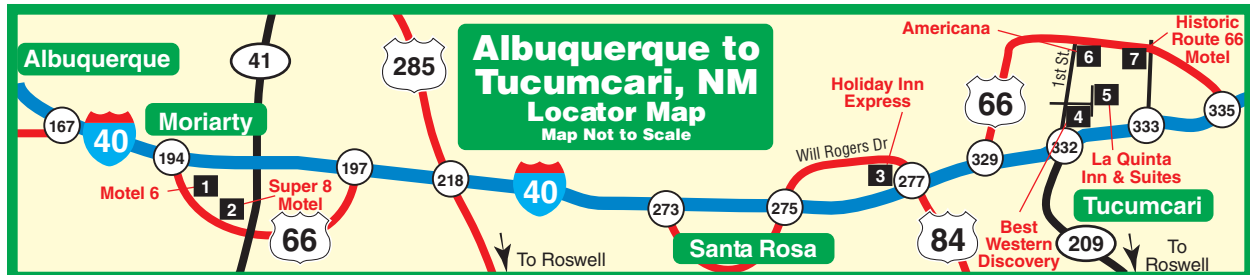 Albuquerque to
Tucumcari, NM
Locator Map
Map Not to Scale
Albuquerque
167
40
Moriarty
194
Motel 6
1
2
Super 8
Motel
66
41
197
285
218
To Roswell
40
273
Santa Rosa
275
Will Rogers Dr
Holiday Inn
Express
3
277
84
66
329
Americana
1st St.
6
7
Historic
Route 66
Motel
5
4
332
333
335
La Quinta
Inn & Suites
Tucumcari
Best
Western
Discovery
209
To
Roswell